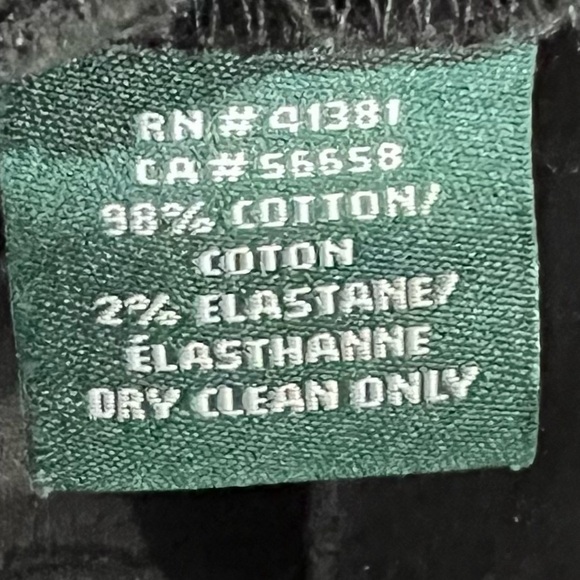 RN # 41381
CA # 56658
98% COTTON/
COTON
2% ELASTANE/
ÉLASTHANNE
DRY CLEAN ONLY